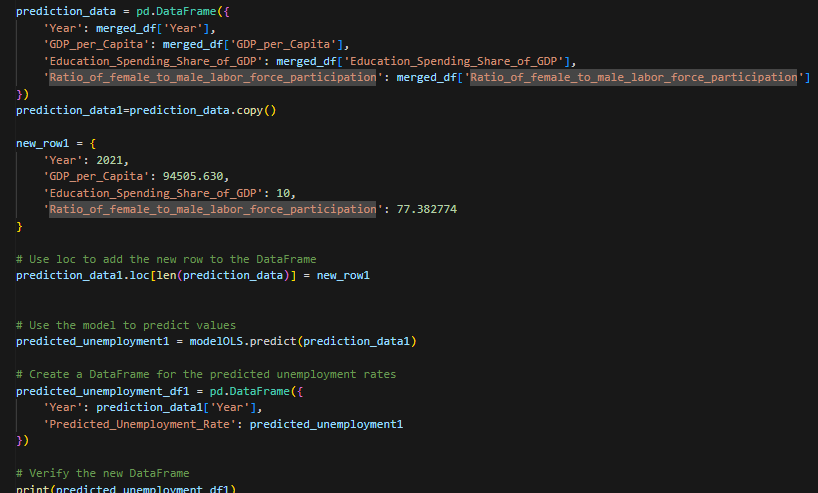 prediction_data = pd.DataFrame({
    'Year': merged_df['Year'],
    'GDP_per_Capita': merged_df['GDP_per_Capita'],
    'Education_Spending_Share_of_GDP': merged_df['Education_Spending_Share_of_GDP'],
    'Ratio_of_female_to_male_labor_force_participation': merged_df['Ratio_of_female_to_male_labor_force_participation']
})
prediction_data1=prediction_data.copy()
new_row1 = {
    'Year': 2021,
    'GDP_per_Capita': 94505.630,
    'Education_Spending_Share_of_GDP': 10,
    'Ratio_of_female_to_male_labor_force_participation': 77.382774
}
# Use loc to add the new row to the DataFrame
prediction_data1.loc[len(prediction_data)] = new_row1
# Use the model to predict values
predicted_unemployment1 = modelOLS.predict(prediction_data1)
# Create a DataFrame for the predicted unemployment rates
predicted_unemployment_df1 = pd.DataFrame({
    'Year': prediction_data1['Year'],
    'Predicted_Unemployment_Rate': predicted_unemployment1
})
# Verify the new DataFrame
print(predicted_unemployment_df1)